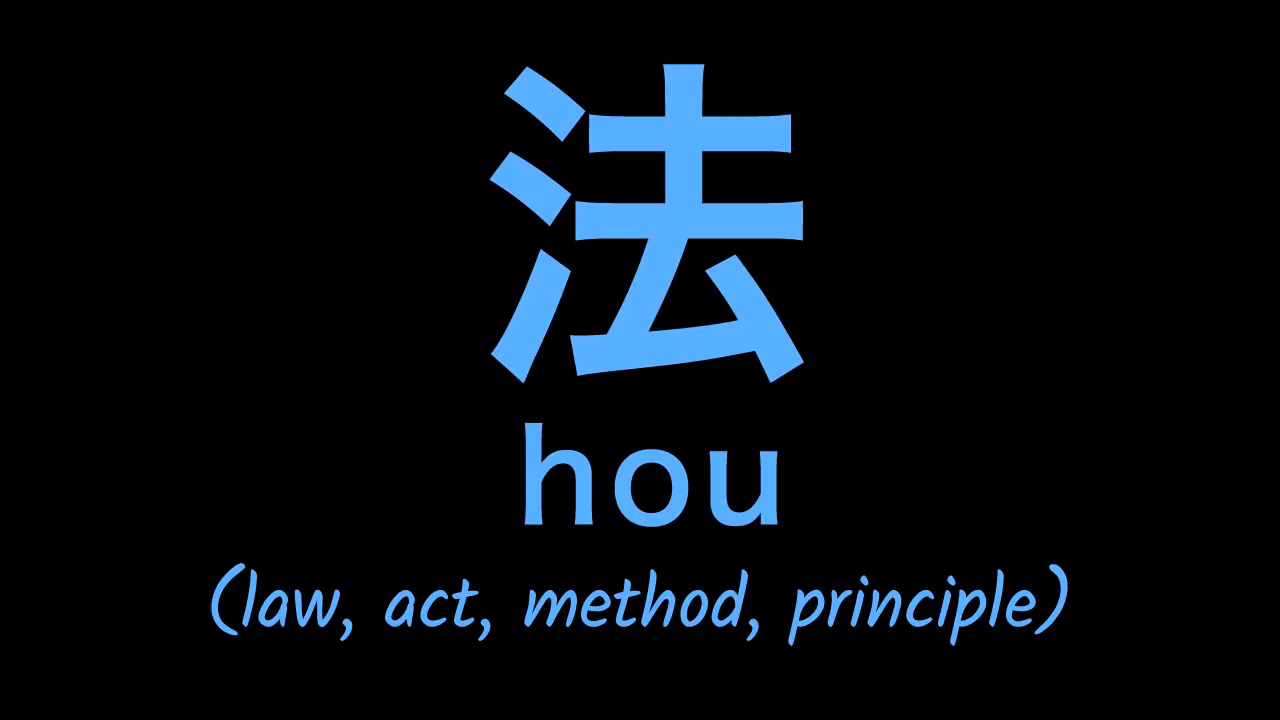 法
hou
(law, act, method, principle)